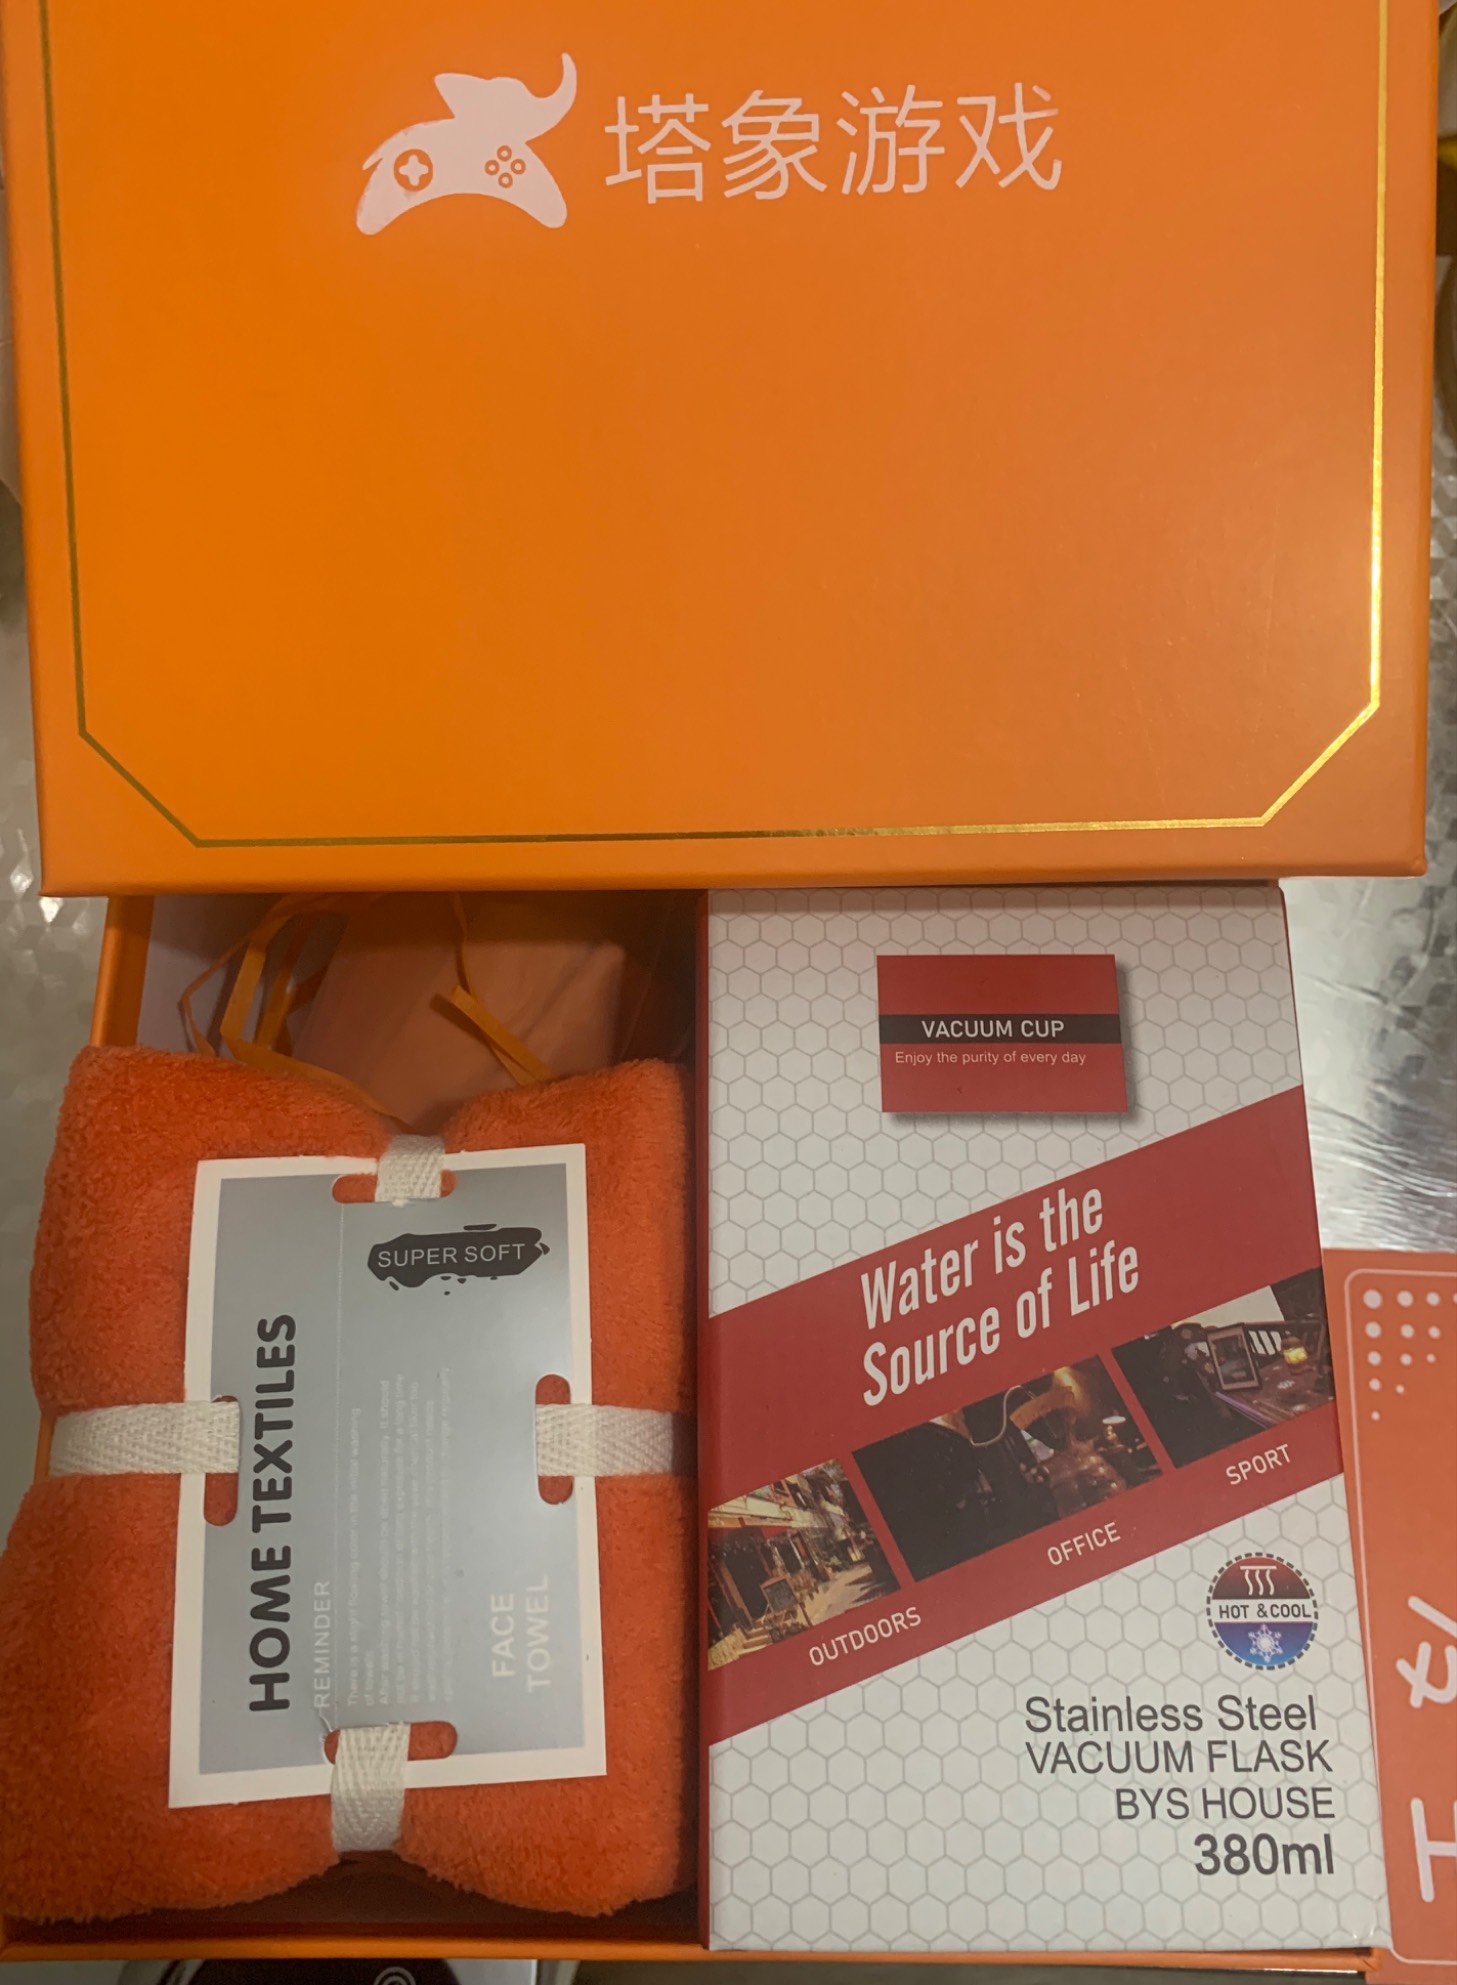 塔象游戏
SUPER SOFT
HOME TEXTILES
REMINDER
FACE
TOWEL
VACUUM CUP
Enjoy the purity of every day
Water is the
Source of Life
OUTDOORS
OFFICE
SPORT
HOT &COOL
Stainless Steel
VACUUM FLASK
BYS HOUSE
380ml